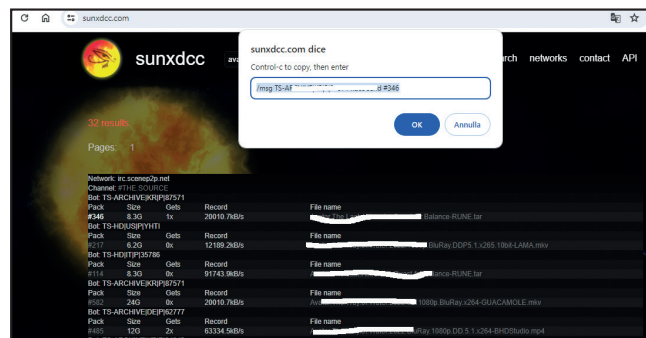 sunxdcc.com
sunxdcc
sunxdcc.com dice
Control-c to copy, then enter
/msg TS-A #346
OK Annulla
networks contact API
32 results
Pages: 1
Network: irc.scenep2p.net
Channel: #THE.SOURCE
Bot: TS-ARCHIVE|KR|P|87571
Pack Size Gets Record File name
#346 8.3G 1x 20010.7kB/s Balance-RUNE.tar
Bot: TS-HD|US|P|YHTI
Pack Size Gets Record File name
#217 6.2G 0x 12189.2kB/s BluRay.DDP5.1.x265.10bit-LAMA.mkv
Bot: TS-HD|IT|P|35786
Pack Size Gets Record File name
#114 8.3G 0x 91743.9kB/s lance-RUNE.tar
Bot: TS-ARCHIVE|KR|P|87571
Pack Size Gets Record File name
#582 24G 0x 20010.7kB/s 1080p.BluRay.x264-GUACAMOLE.mkv
Bot: TS-ARCHIVE|DE|P|62777
Pack Size Gets Record File name
#485 12G 2x 63334.5kB/s uRay.1080p.DD.5.1.x264-BHDStudio.mp4